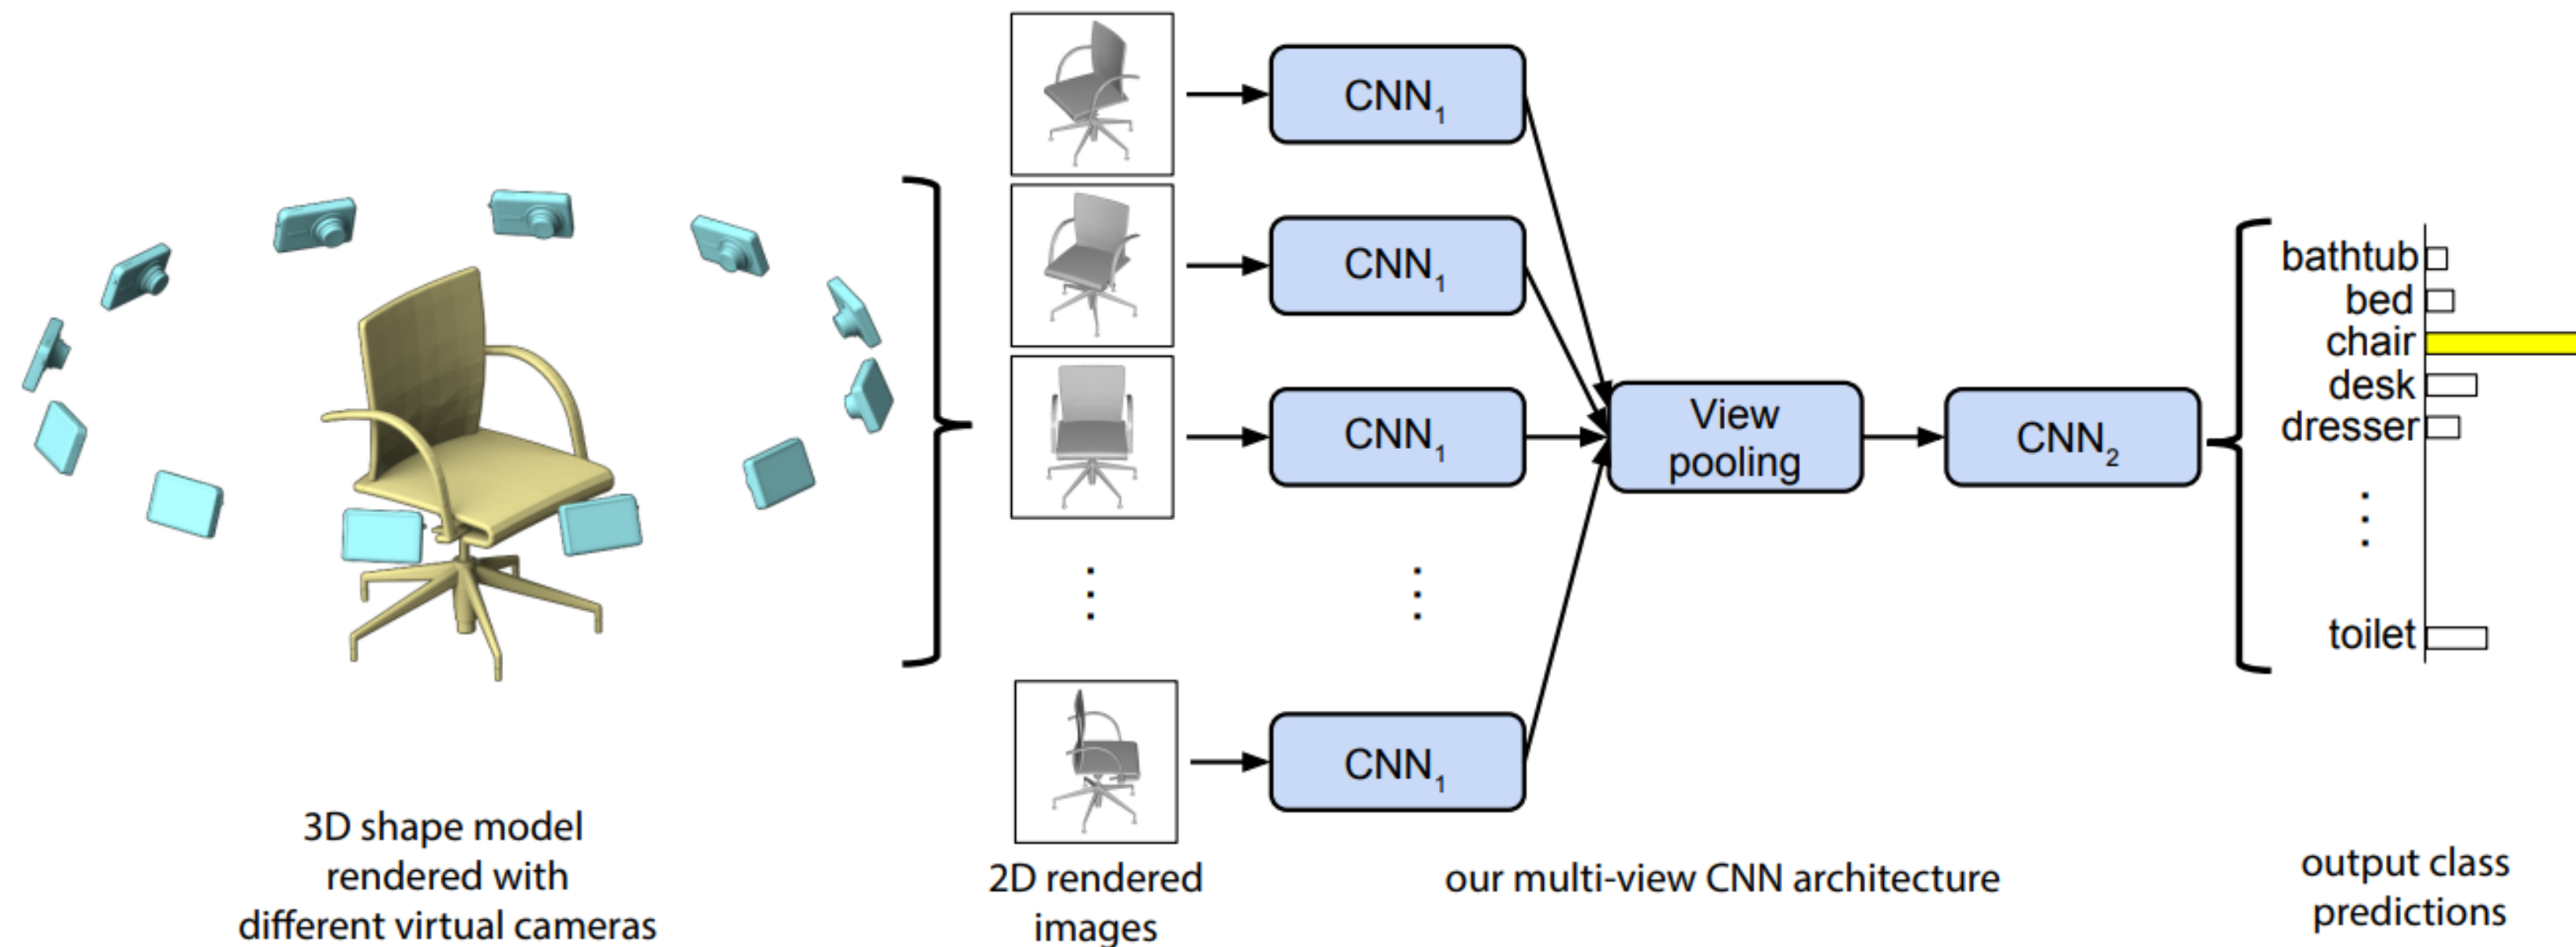 CNN₁
CNN₁
CNN₁
CNN₁
View
pooling
CNN₂
bathtub
bed
chair
desk
dresser
toilet
3D shape model
rendered with
different virtual cameras
2D rendered
images
our multi-view CNN architecture
output class
predictions